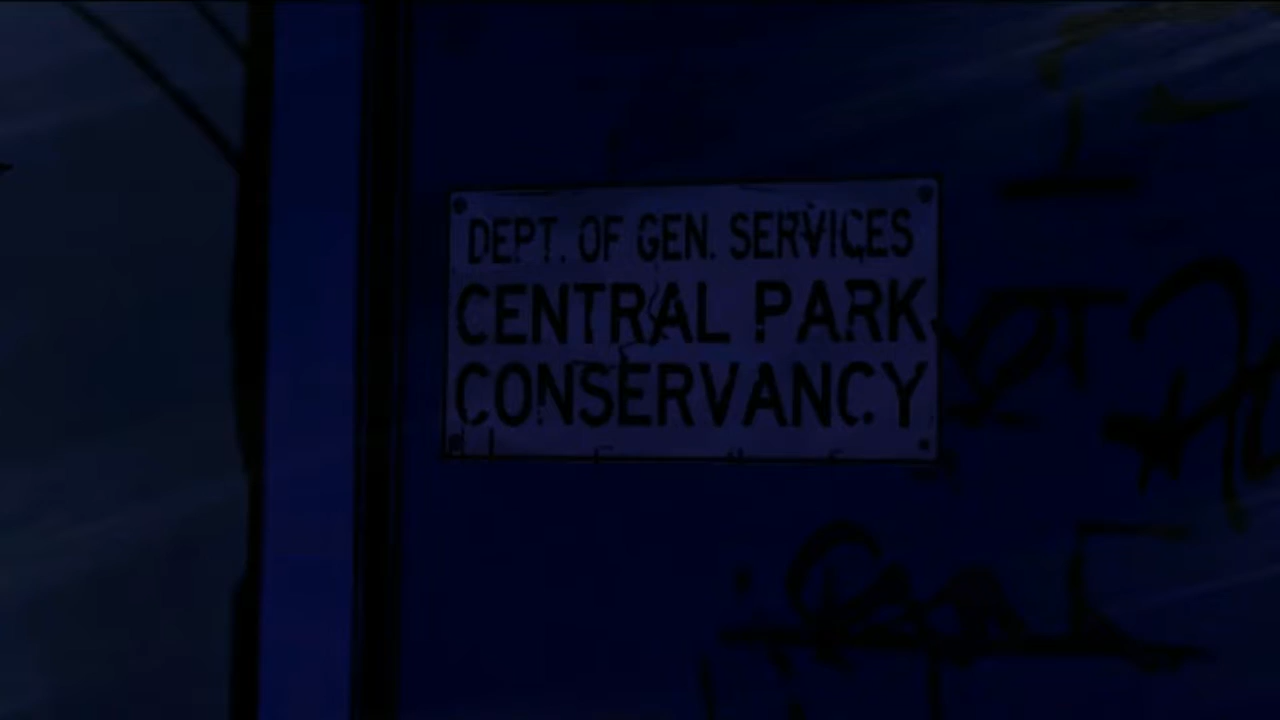 DEPT. OF GEN. SERVICES
CENTRAL PARK
CONSERVANCY